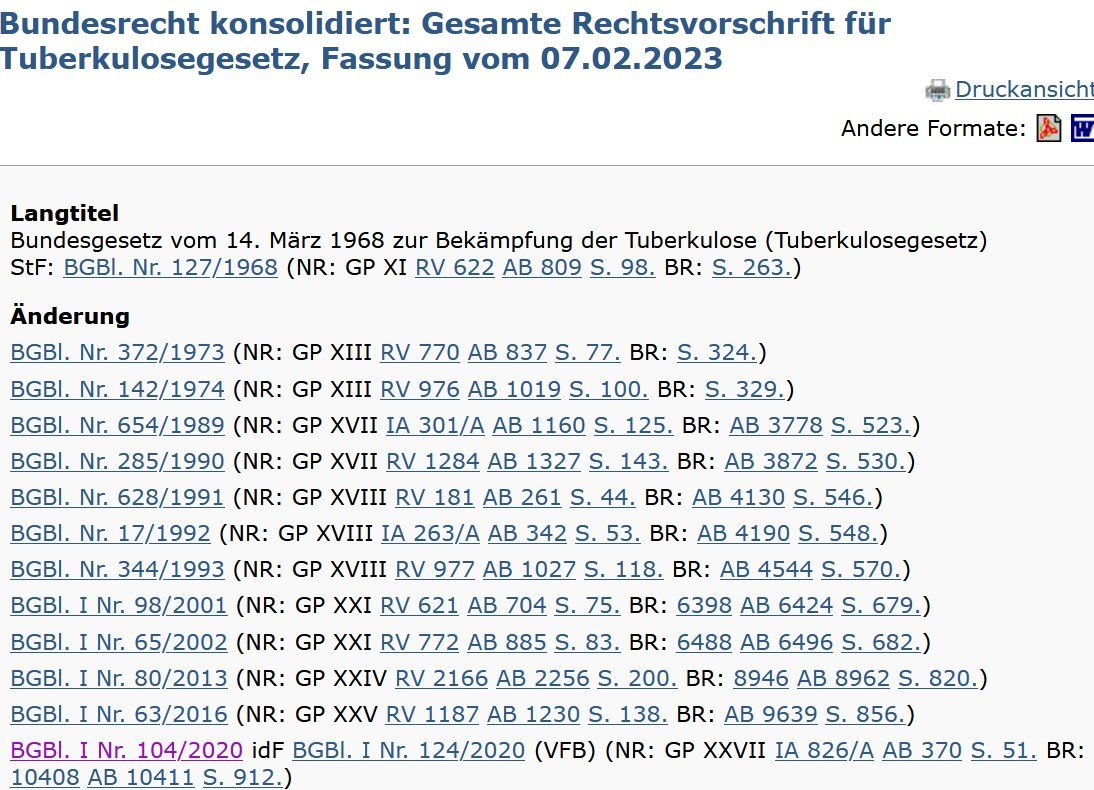 Bundesrecht konsolidiert: Gesamte Rechtsvorschrift für
Tuberkulosegesetz, Fassung vom 07.02.2023
Druckansicht
Andere Formate:
Langtitel
Bundesgesetz vom 14. März 1968 zur Bekämpfung der Tuberkulose (Tuberkulosegesetz)
StF: BGBl. Nr. 127/1968 (NR: GP XI RV 622 AB 809 S. 98. BR: S. 263.)
Änderung
BGBl. Nr. 372/1973 (NR: GP XIII RV 770 AB 837 S. 77. BR: S. 324.)
BGBl. Nr. 142/1974 (NR: GP XIII RV 976 AB 1019 S. 100. BR: S. 329.)
BGBl. Nr. 654/1989 (NR: GP XVII IA 301/A AB 1160 S. 125. BR: AB 3778 S. 523.)
BGBl. Nr. 285/1990 (NR: GP XVII RV 1284 AB 1327 S. 143. BR: AB 3872 S. 530.)
BGBl. Nr. 628/1991 (NR: GP XVIII RV 181 AB 261 S. 44. BR: AB 4130 S. 546.)
BGBl. Nr. 17/1992 (NR: GP XVIII IA 263/A AB 342 S. 53. BR: AB 4190 S. 548.)
BGBl. Nr. 344/1993 (NR: GP XVIII RV 977 AB 1027 S. 118. BR: AB 4544 S. 570.)
BGBl. I Nr. 98/2001 (NR: GP XXI RV 621 AB 704 S. 75. BR: 6398 AB 6424 S. 679.)
BGBl. I Nr. 65/2002 (NR: GP XXI RV 772 AB 885 S. 83. BR: 6488 AB 6496 S. 682.)
BGBl. I Nr. 80/2013 (NR: GP XXIV RV 2166 AB 2256 S. 200. BR: 8946 AB 8962 S. 820.)
BGBl. I Nr. 63/2016 (NR: GP XXV RV 1187 AB 1230 S. 138. BR: AB 9639 S. 856.)
BGBl. I Nr. 104/2020 idF BGBl. I Nr. 124/2020 (VFB) (NR: GP XXVII IA 826/A AB 370 S. 51. BR:
10408 AB 10411 S. 912.)